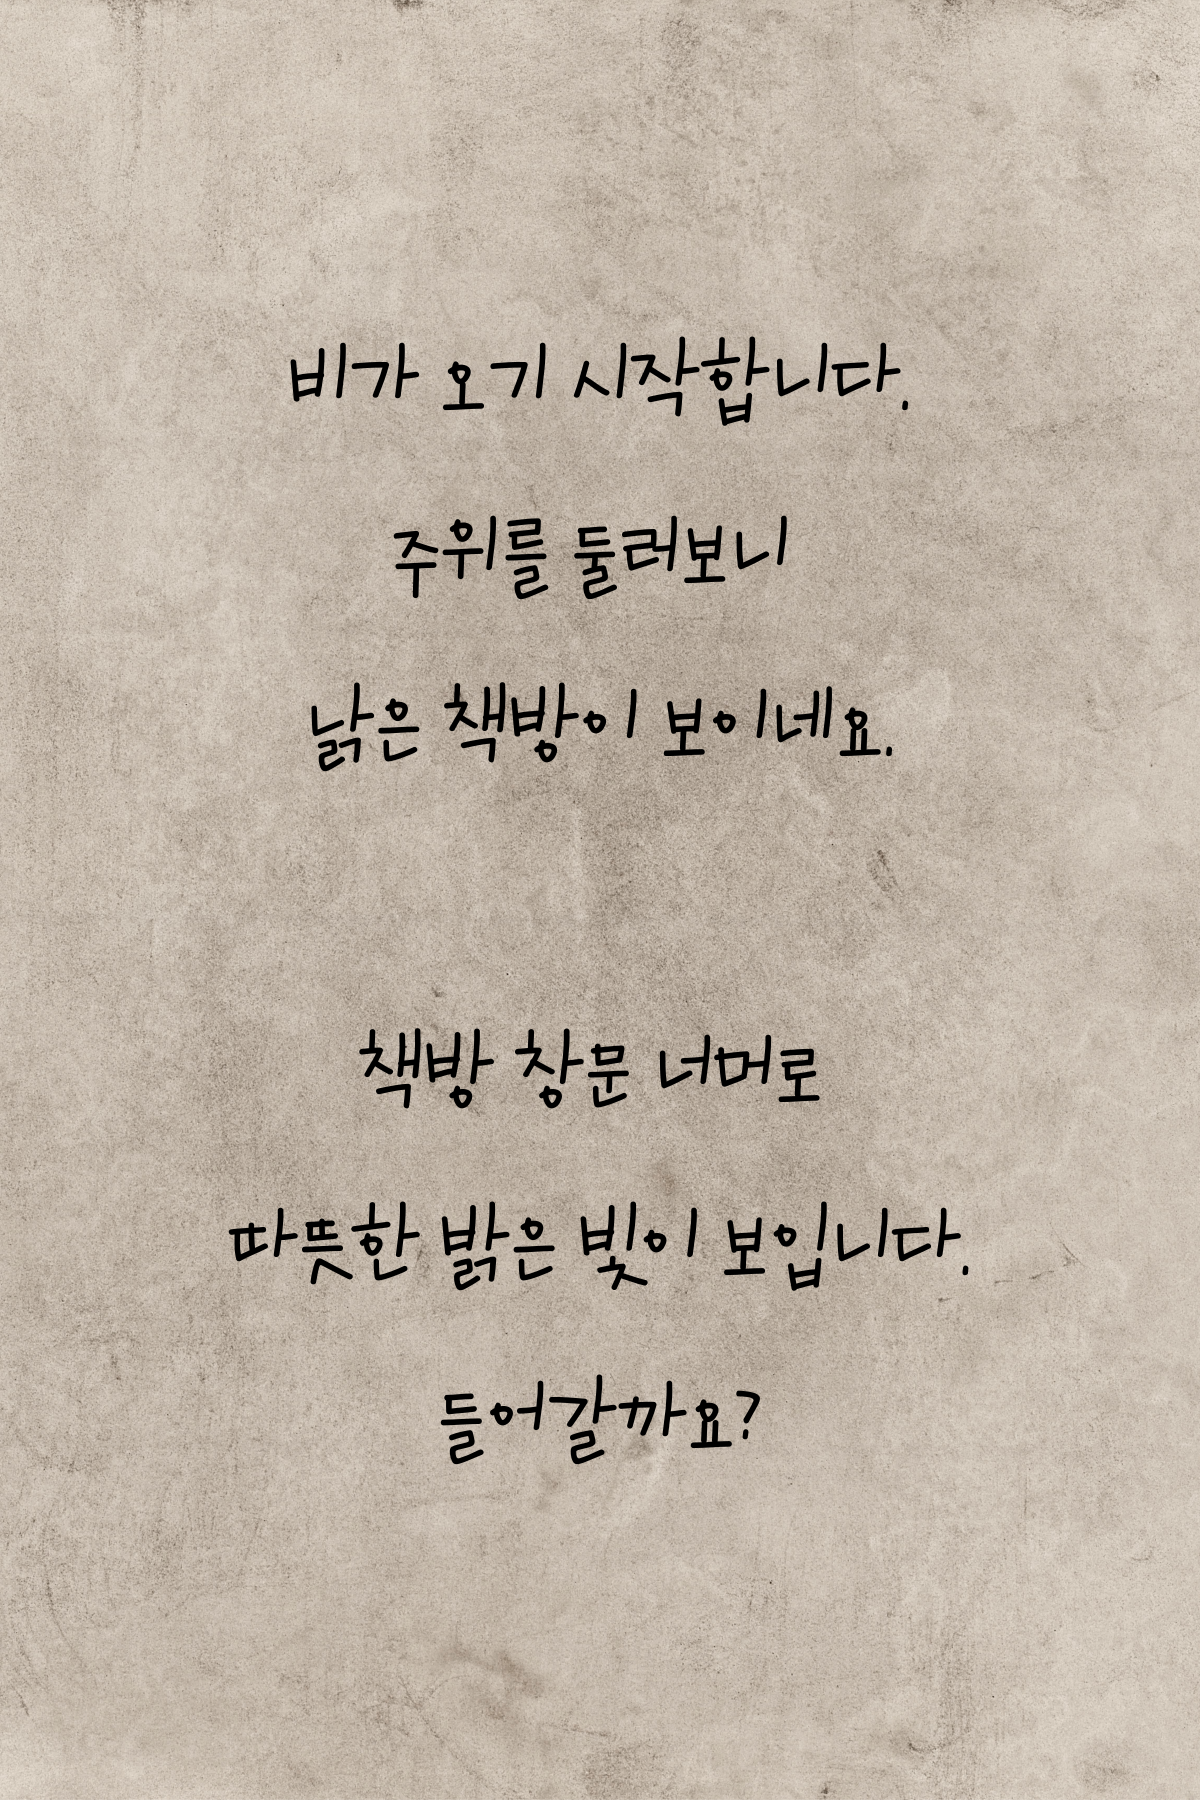 비가 오기 시작합니다.
주위를 둘러보니
낡은 책방이 보이네요.
책방 창문 너머로
따뜻한 밝은 빛이 보입니다.
들어갈까요?